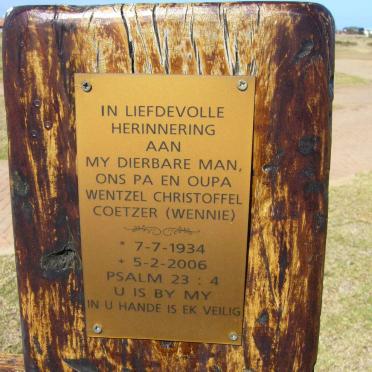 IN LIEFDEVOLLE
HERINNERING
AAN
MY DIERBARE MAN,
ONS PA EN OUPA
WENTZEL CHRISTOFFEL
COETZER (WENNIE)
* 7-7-1934
+ 5-2-2006
PSALM 23 : 4
U IS BY MY
IN U HANDE IS EK VEILIG